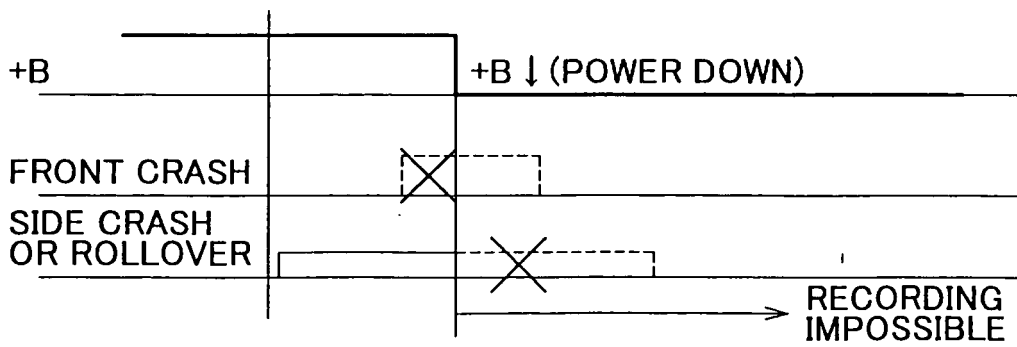 +B
+B ↓ (POWER DOWN)
FRONT CRASH
SIDE CRASH
OR ROLLOVER
RECORDING
IMPOSSIBLE